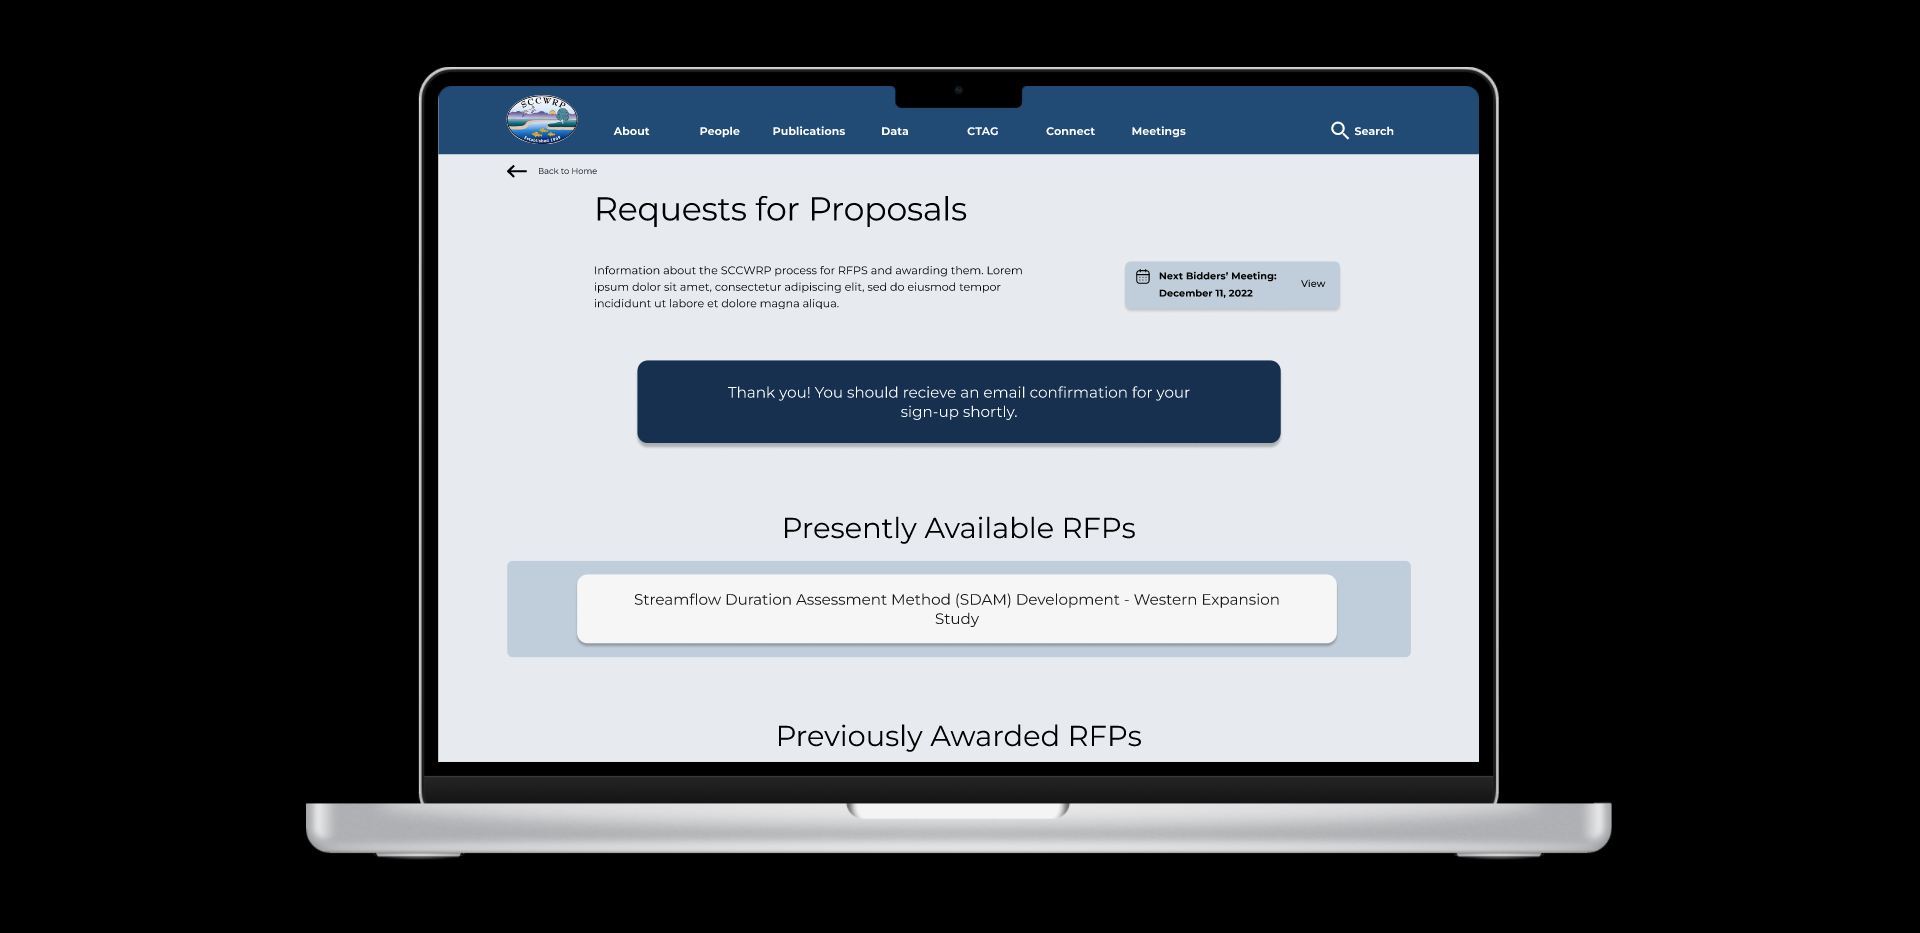 SCCWRP
Established 1969
About People Publications Data CTAG Connect Meetings Search
Back to Home
Requests for Proposals
Information about the SCCWRP process for RFPS and awarding them. Lorem
ipsum dolor sit amet, consectetur adipiscing elit, sed do eiusmod tempor
incididunt ut labore et dolore magna aliqua.
Next Bidders' Meeting:
December 11, 2022
View
Thank you! You should recieve an email confirmation for your
sign-up shortly.
Presently Available RFPs
Streamflow Duration Assessment Method (SDAM) Development - Western Expansion
Study
Previously Awarded RFPs